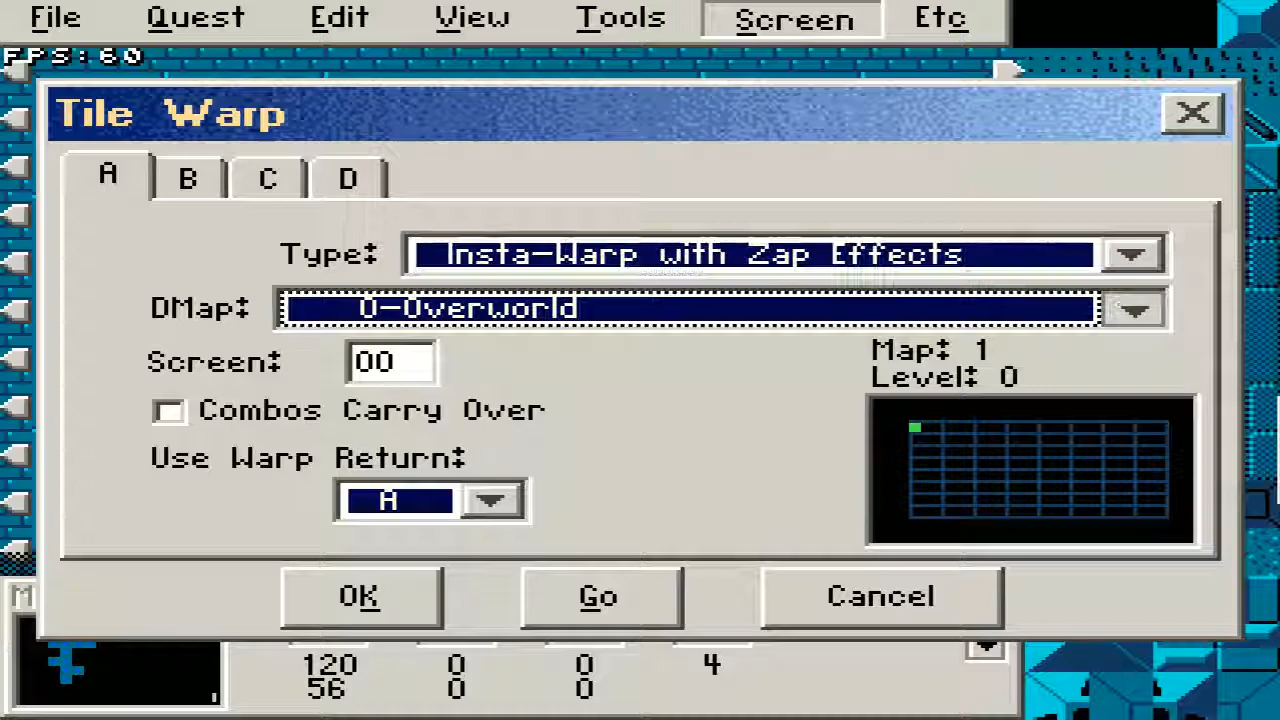 File Quest Edit View Tools Screen Etc
FPS:60
Tile Warp
A B C D
Type: Insta-Warp with Zap Effects
DMap: 0-Overworld
Screen: 00
Map: 1
Level: 0
Combos Carry Over
Use Warp Return:
A
OK Go Cancel
M
120 0 0 4
56 0 0